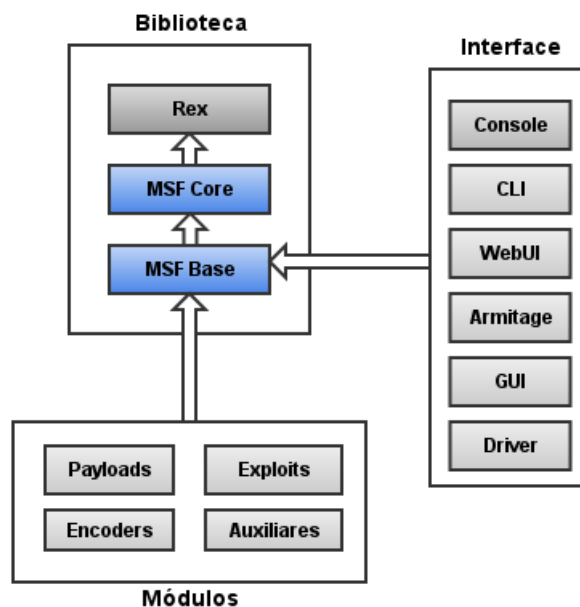 Biblioteca
Rex
MSF Core
MSF Base
Interface
Console
CLI
WebUI
Armitage
GUI
Driver
Payloads
Exploits
Encoders
Auxiliares
Módulos